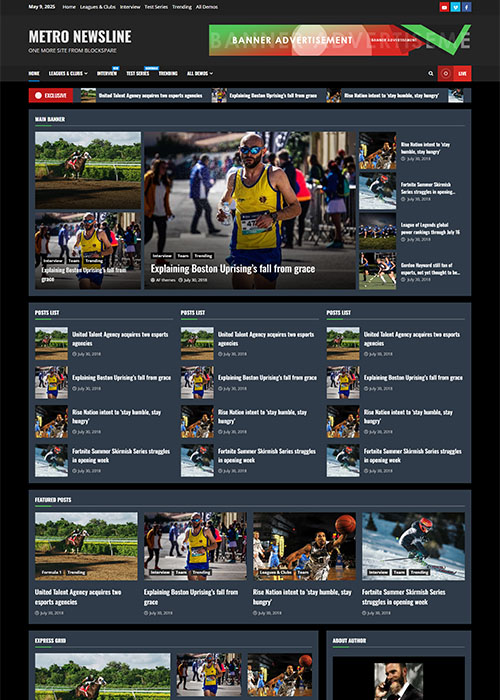 May 9, 2025 Home Leagues & Clubs Interview Test Series Trending All Demos
METRO NEWSLINE
ONE MORE SITE FROM BLOCKSPARE
BANNER ADVERTISEMENT
BANNER ADVERTISEMENT
HOME LEAGUES & CLUBS INTERVIEW TEST SERIES TRENDING ALL DEMOS LIVE
EXCLUSIVE United Talent Agency acquires two esports agencies Explaining Boston Uprising's fall from grace Rise Nation intent to 'stay humble, stay hungry'
MAIN BANNER
Interview Team Trending
Explaining Boston Uprising's fall from
grace
Interview Team Trending
Explaining Boston Uprising's fall from grace
AF themes July 30, 2018
Rise Nation intent to 'stay
humble, stay hungry'
July 30, 2018
Fortnite Summer Skirmish
Series struggles in opening...
July 30, 2018
League of Legends global
power rankings through July 16
July 30, 2018
Gordon Hayward still fan of
esports, not yet thought to be...
July 30, 2018
POSTS LIST
United Talent Agency acquires two esports
agencies
July 30, 2018
Explaining Boston Uprising's fall from grace
July 30, 2018
Rise Nation intent to 'stay humble, stay
hungry'
July 30, 2018
Fortnite Summer Skirmish Series struggles
in opening week
July 30, 2018
POSTS LIST
United Talent Agency acquires two esports
agencies
July 30, 2018
Explaining Boston Uprising's fall from grace
July 30, 2018
Rise Nation intent to 'stay humble, stay
hungry'
July 30, 2018
Fortnite Summer Skirmish Series struggles
in opening week
July 30, 2018
POSTS LIST
United Talent Agency acquires two esports
agencies
July 30, 2018
Explaining Boston Uprising's fall from grace
July 30, 2018
Rise Nation intent to 'stay humble, stay
hungry'
July 30, 2018
Fortnite Summer Skirmish Series struggles
in opening week
July 30, 2018
FEATURED POSTS
Formula 1 Trending
United Talent Agency acquires two
esports agencies
July 30, 2018
Interview Team Trending
Explaining Boston Uprising's fall from
grace
July 30, 2018
Leagues & Clubs Team
Rise Nation intent to 'stay humble, stay
hungry'
July 30, 2018
Interview Team Trending
Fortnite Summer Skirmish Series
struggles in opening week
July 30, 2018
EXPRESS GRID
ABOUT AUTHOR